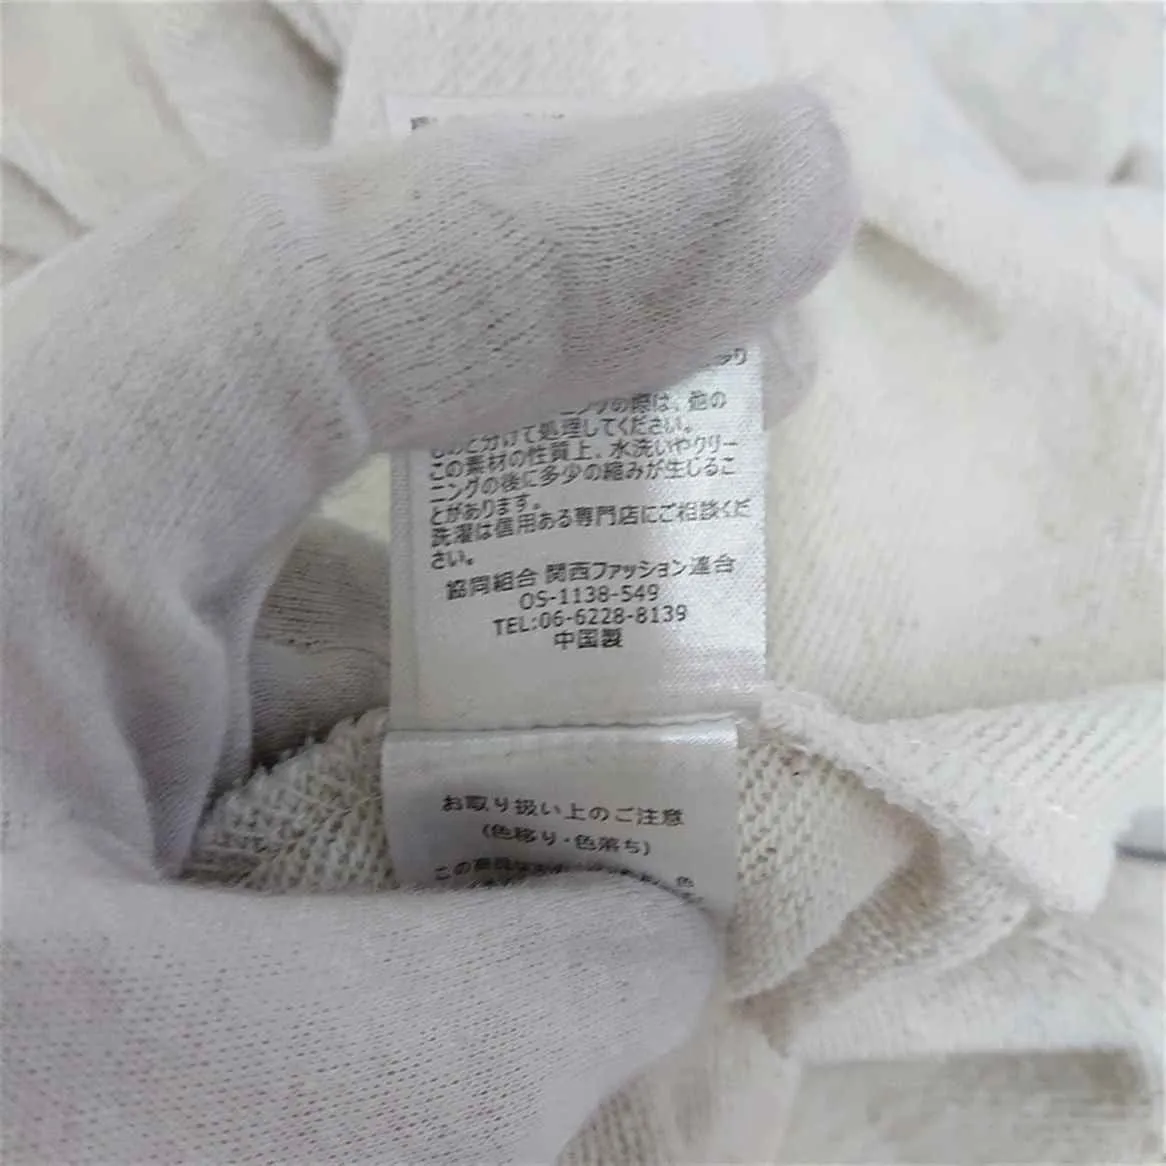 ニングの際は、他の
ものと分けて処理してください。
この素材の性質上、水洗いやクリー
ニングの後に多少の縮みが生じるこ
とがあります。
洗濯は信用ある専門店にご相談くだ
さい。
協同組合 関西ファッション連合
OS-1138-549
TEL:06-6228-8139
中国製
お取り扱い上のご注意
(色移り・色落ち)
この商品は
色